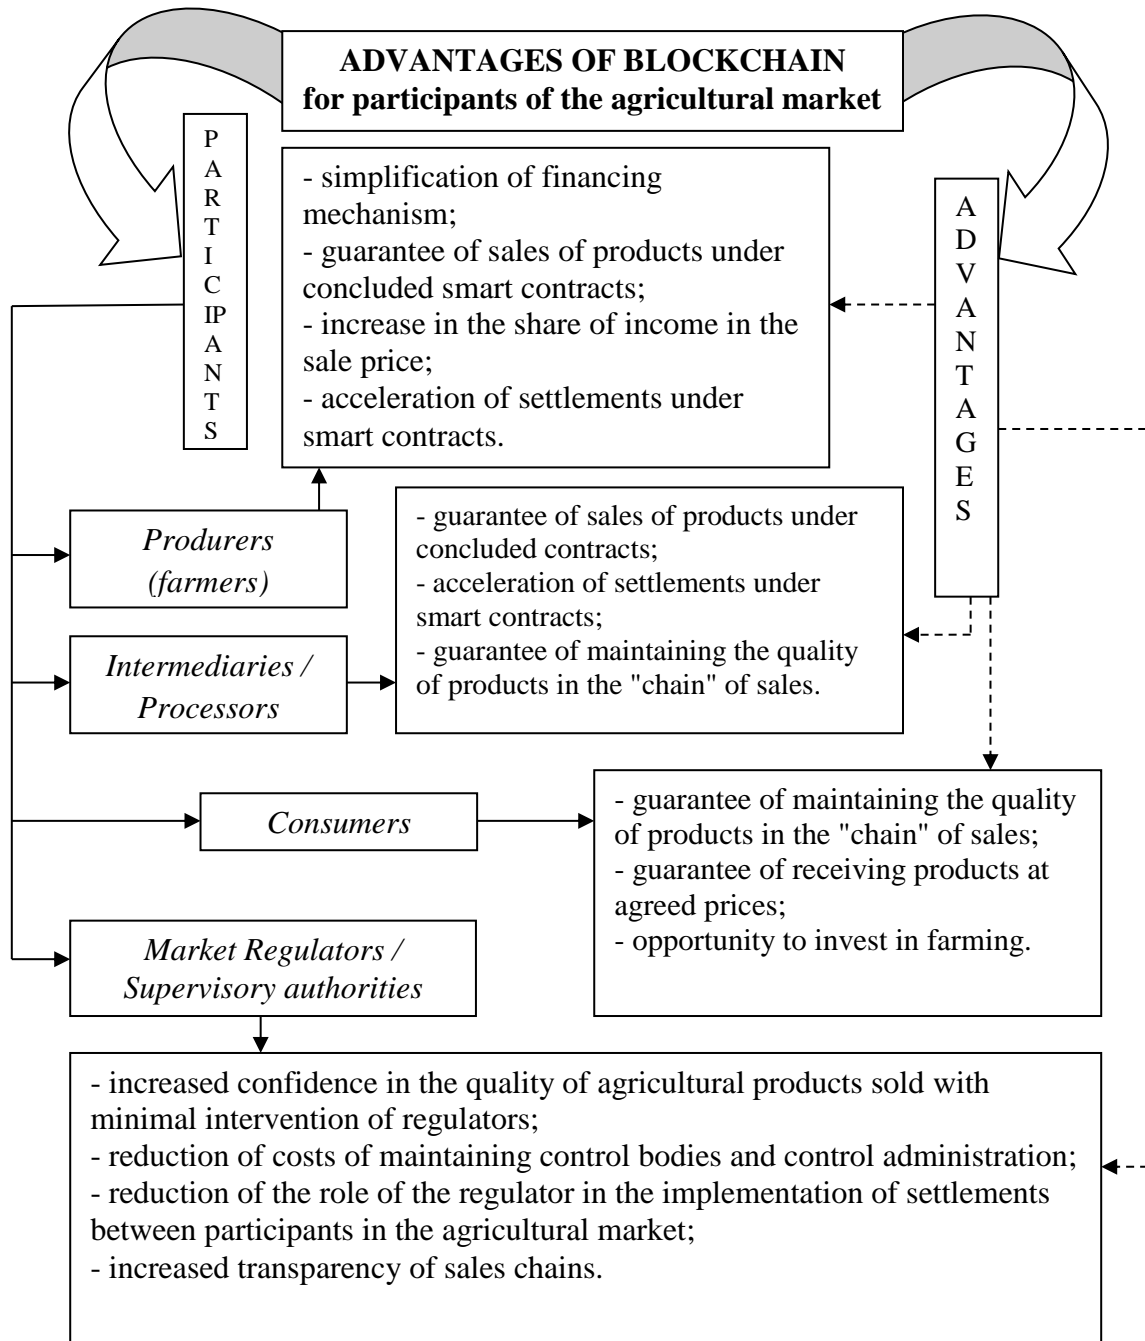 ADVANTAGES OF BLOCKCHAIN
for participants of the agricultural market
P
A
R
T
I
C
IP
A
N
T
S
- simplification of financing
mechanism;
- guarantee of sales of products under
concluded smart contracts;
- increase in the share of income in the
sale price;
- acceleration of settlements under
smart contracts.
A
D
V
A
N
T
A
G
E
S
Produrers
(farmers)
- guarantee of sales of products under
concluded contracts;
- acceleration of settlements under
smart contracts;
- guarantee of maintaining the quality
of products in the "chain" of sales.
Intermediaries /
Processors
Consumers
- guarantee of maintaining the quality
of products in the "chain" of sales;
- guarantee of receiving products at
agreed prices;
- opportunity to invest in farming.
Market Regulators /
Supervisory authorities
- increased confidence in the quality of agricultural products sold with
minimal intervention of regulators;
- reduction of costs of maintaining control bodies and control administration;
- reduction of the role of the regulator in the implementation of settlements
between participants in the agricultural market;
- increased transparency of sales chains.